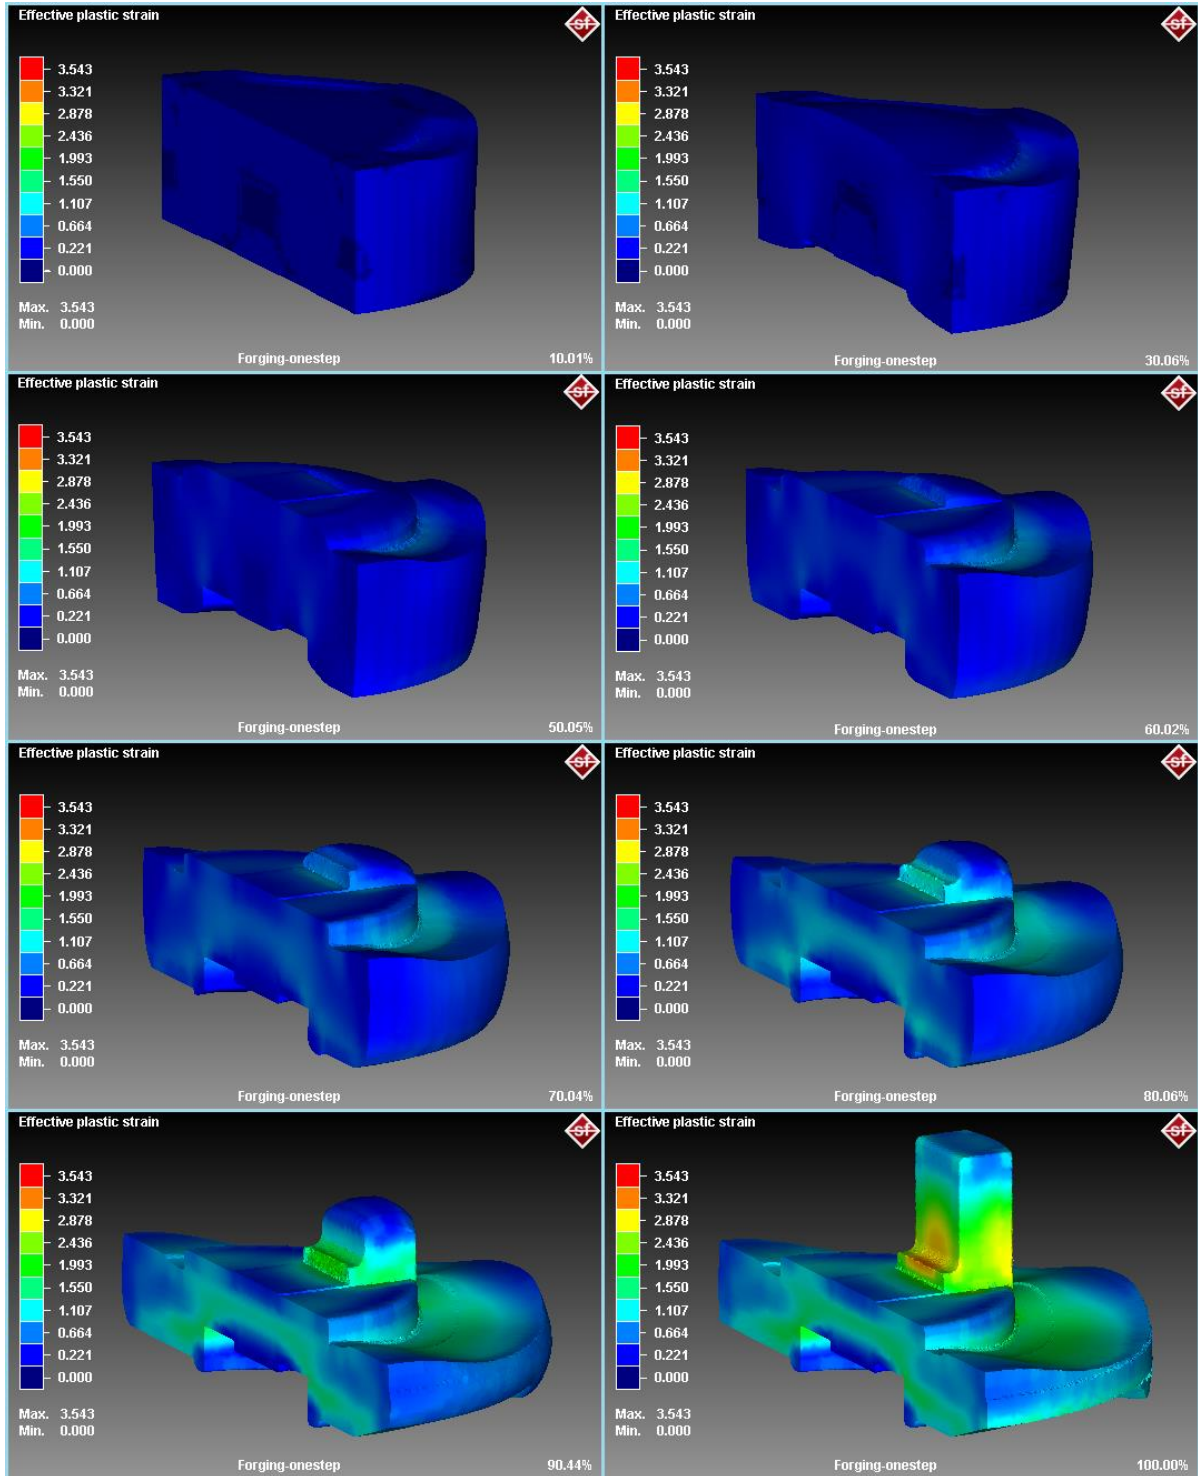 Effective plastic strain
sf
3.543
3.321
2.878
2.436
1.993
1.550
1.107
0.664
0.221
0.000
Max. 3.543
Min. 0.000
Forging-onestep 10.01%
Effective plastic strain
sf
3.543
3.321
2.878
2.436
1.993
1.550
1.107
0.664
0.221
0.000
Max. 3.543
Min. 0.000
Forging-onestep 30.06%
Effective plastic strain
sf
3.543
3.321
2.878
2.436
1.993
1.550
1.107
0.664
0.221
0.000
Max. 3.543
Min. 0.000
Forging-onestep 50.05%
Effective plastic strain
sf
3.543
3.321
2.878
2.436
1.993
1.550
1.107
0.664
0.221
0.000
Max. 3.543
Min. 0.000
Forging-onestep 60.02%
Effective plastic strain
sf
3.543
3.321
2.878
2.436
1.993
1.550
1.107
0.664
0.221
0.000
Max. 3.543
Min. 0.000
Forging-onestep 70.04%
Effective plastic strain
sf
3.543
3.321
2.878
2.436
1.993
1.550
1.107
0.664
0.221
0.000
Max. 3.543
Min. 0.000
Forging-onestep 80.06%
Effective plastic strain
sf
3.543
3.321
2.878
2.436
1.993
1.550
1.107
0.664
0.221
0.000
Max. 3.543
Min. 0.000
Forging-onestep 90.44%
Effective plastic strain
sf
3.543
3.321
2.878
2.436
1.993
1.550
1.107
0.664
0.221
0.000
Max. 3.543
Min. 0.000
Forging-onestep 100.00%